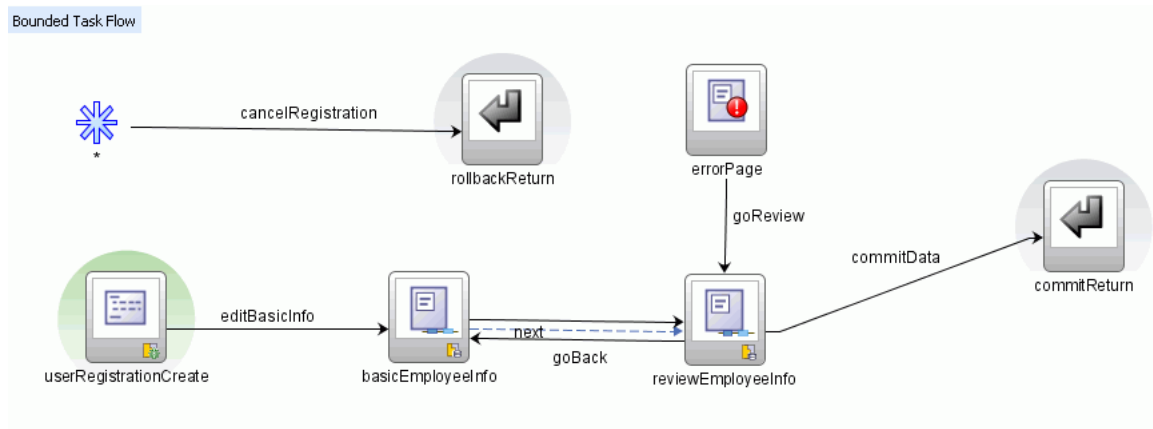 Bounded Task Flow
cancelRegistration
*
rollbackReturn
errorPage
goReview
commitData
commitReturn
editBasicInfo
next
goBack
userRegistrationCreate
basicEmployeeInfo
reviewEmployeeInfo